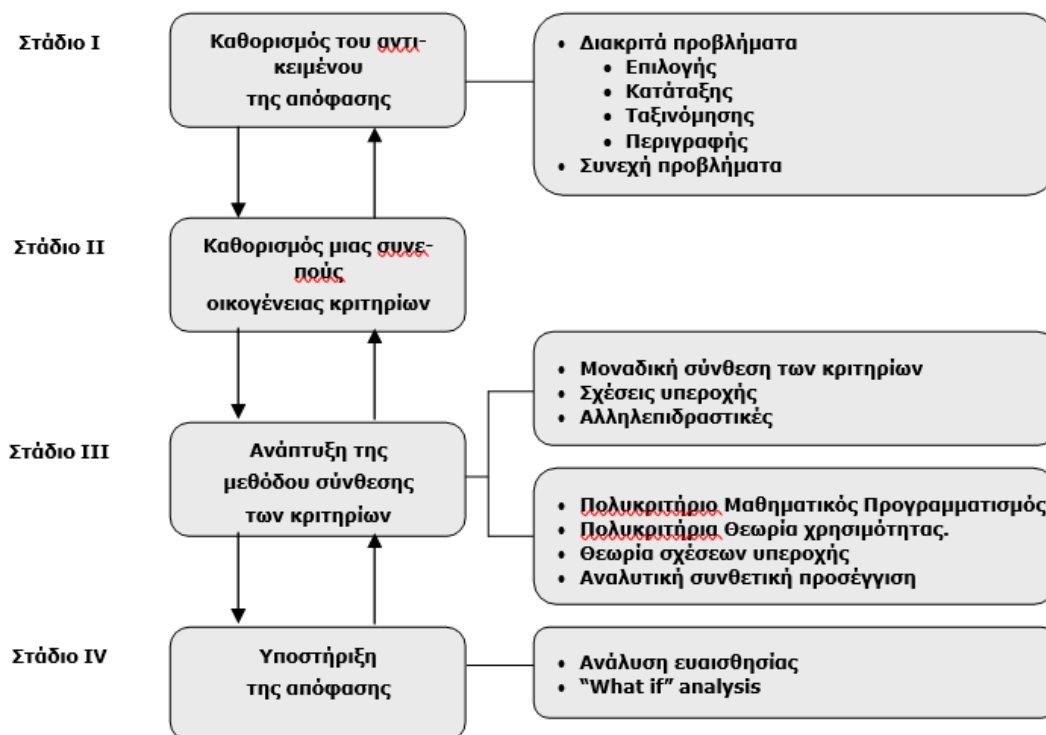 Στάδιο I
Καθορισμός του αντι-
κειμένου
της απόφασης
• Διακριτά προβλήματα
• Επιλογής
• Κατάταξης
• Ταξινόμησης
• Περιγραφής
• Συνεχή προβλήματα
Στάδιο II
Καθορισμός μιας συνε-
πούς
οικογένειας κριτηρίων
Στάδιο III
Ανάπτυξη της
μεθόδου σύνθεσης
των κριτηρίων
• Μοναδική σύνθεση των κριτηρίων
• Σχέσεις υπεροχής
• Αλληλεπιδραστικές
• Πολυκριτήριο Μαθηματικός Προγραμματισμός
• Πολυκριτήρια Θεωρία χρησιμότητας.
• Θεωρία σχέσεων υπεροχής
• Αναλυτική συνθετική προσέγγιση
Στάδιο IV
Υποστήριξη
της απόφασης
• Ανάλυση ευαισθησίας
• “What if” analysis